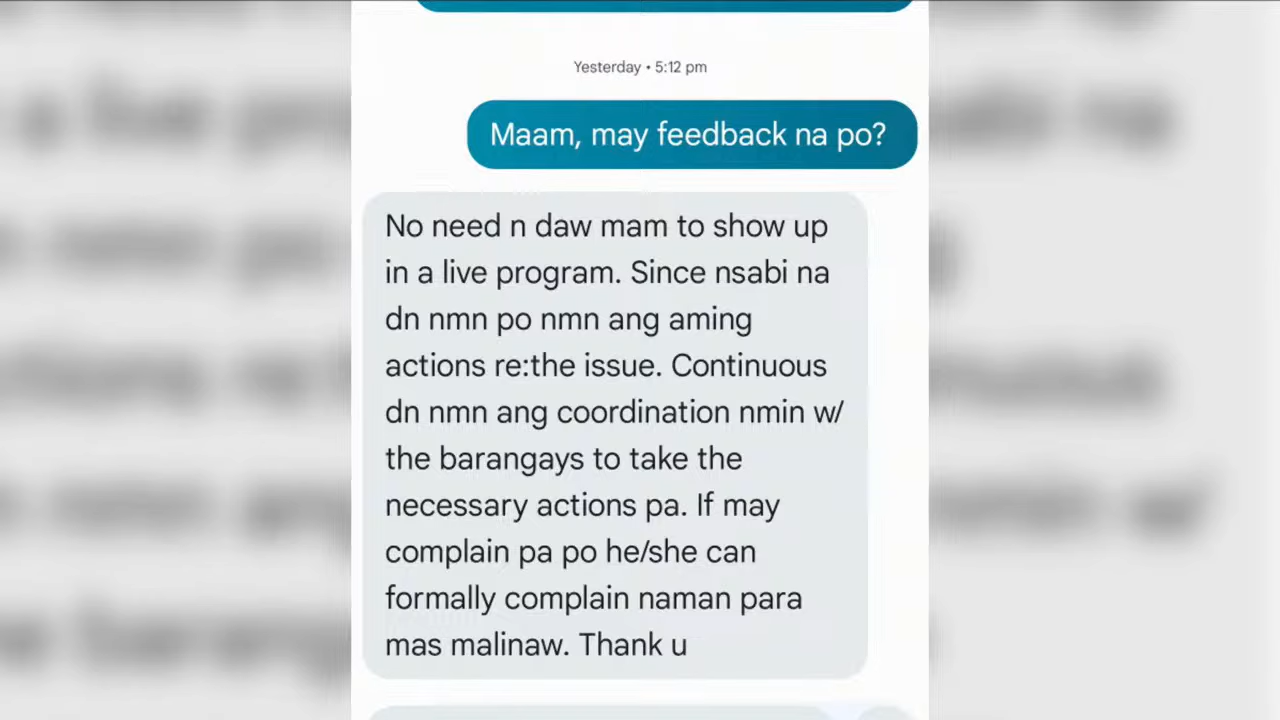 Yesterday • 5:12 pm
Maam, may feedback na po?
No need n daw mam to show up
in a live program. Since nsabi na
dn nmn po nmn ang aming
actions re:the issue. Continuous
dn nmn ang coordination nmin w/
the barangays to take the
necessary actions pa. If may
complain pa po he/she can
formally complain naman para
mas malinaw. Thank u